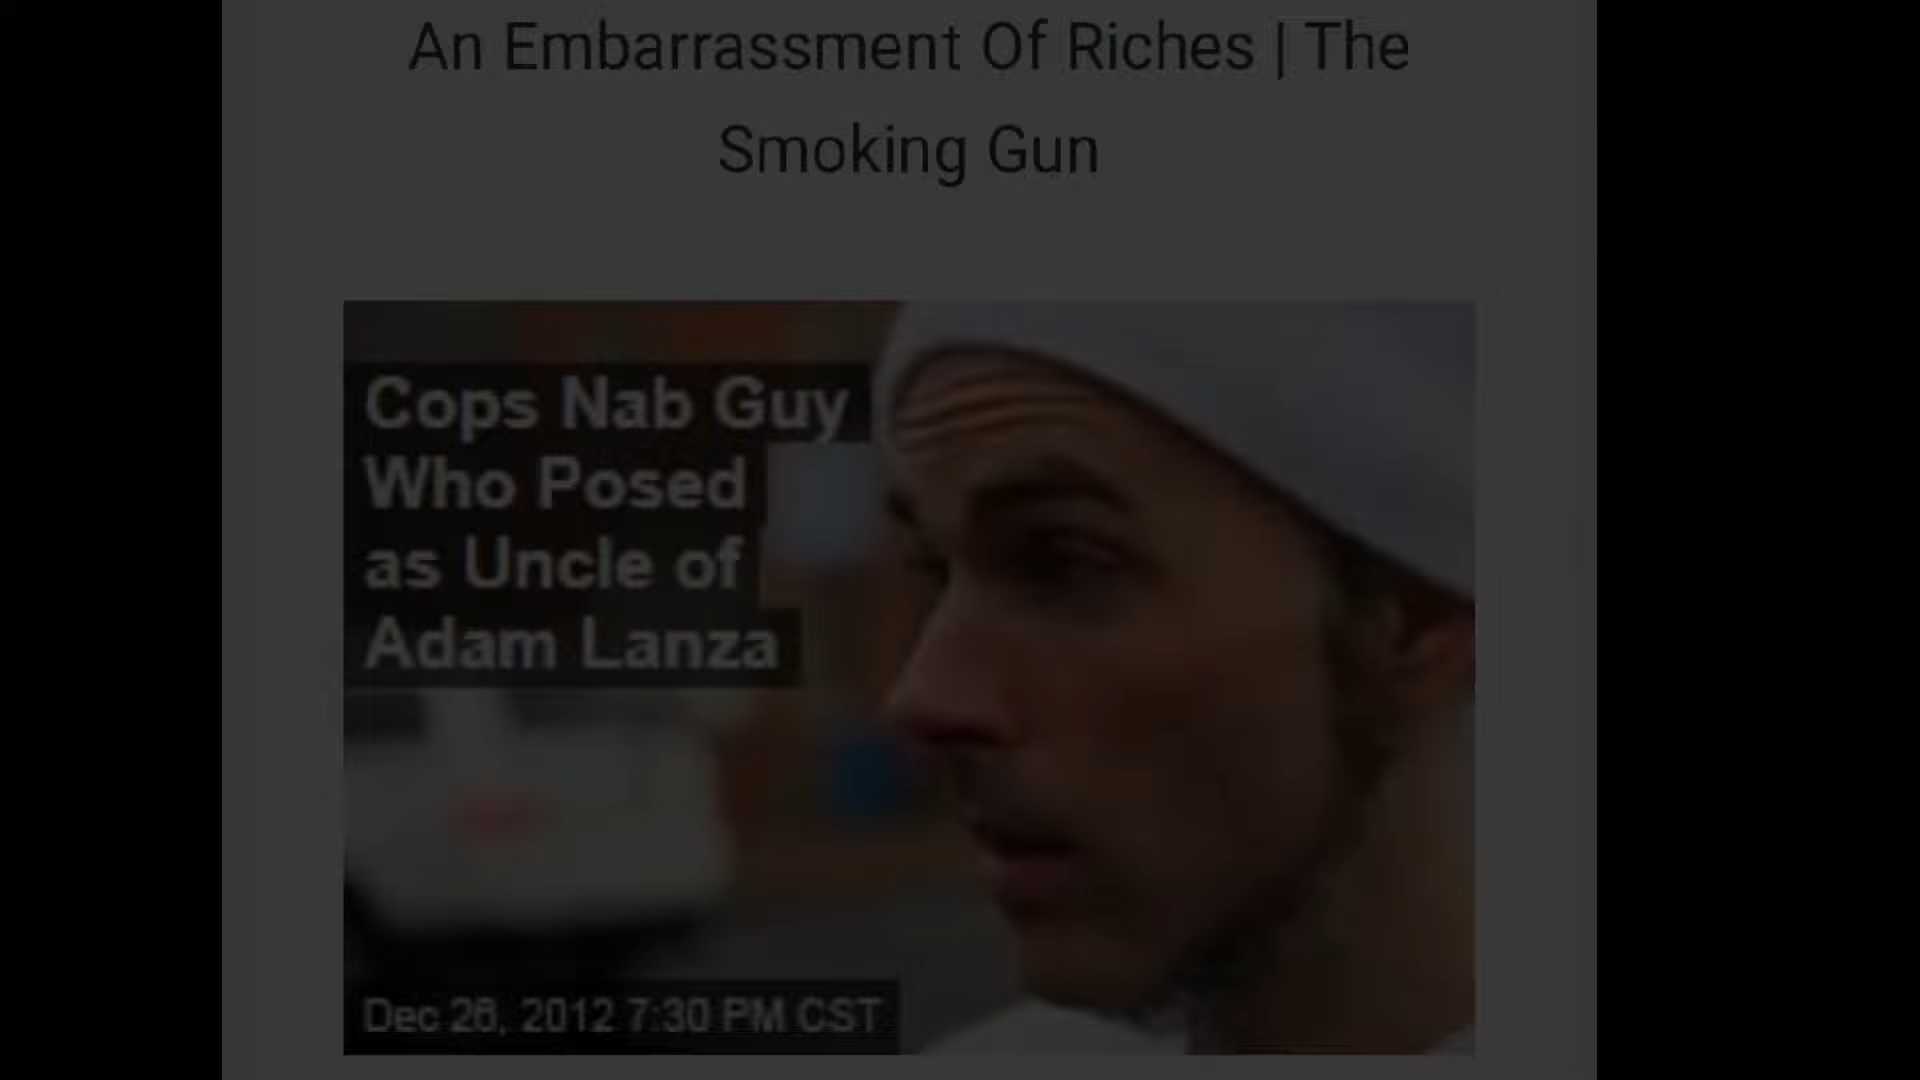 An Embarrassment Of Riches | The
Smoking Gun
Cops Nab Guy
Who Posed
as Uncle of
Adam Lanza
Dec 26, 2012 7:30 PM CST